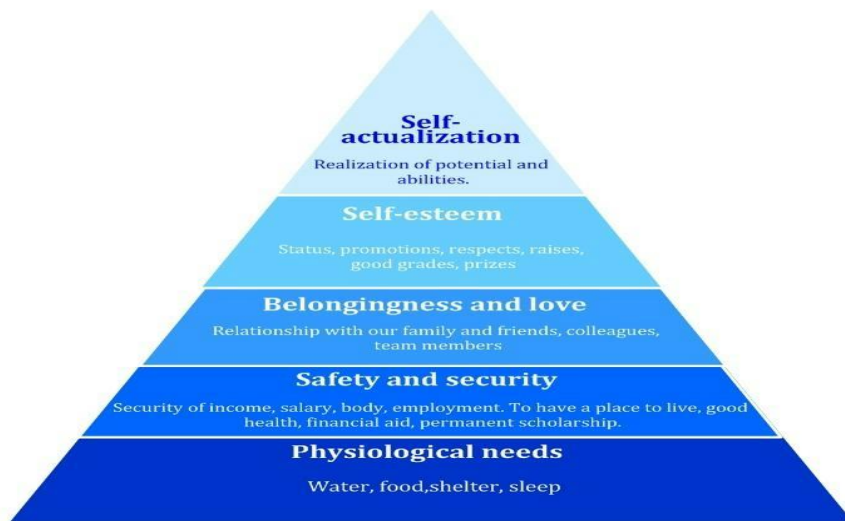 Self-
actualization
Realization of potential and
abilities.
Self-esteem
Status, promotions, respects, raises,
good grades, prizes
Belongingness and love
Relationship with our family and friends, colleagues,
team members
Safety and security
Security of income, salary, body, employment. To have a place to live, good
health, financial aid, permanent scholarship.
Physiological needs
Water, food,shelter, sleep